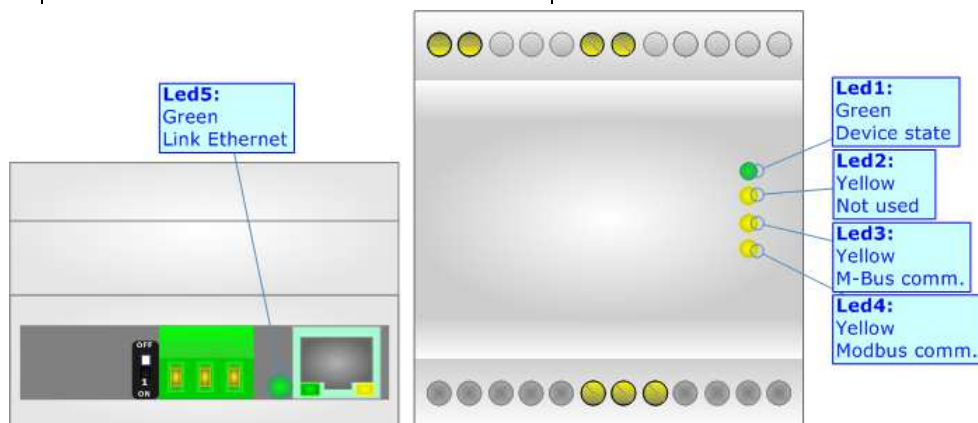 Led5:
Green
Link Ethernet
Led1:
Green
Device state
Led2:
Yellow
Not used
Led3:
Yellow
M-Bus comm.
Led4:
Yellow
Modbus comm.
OFF
1
ON